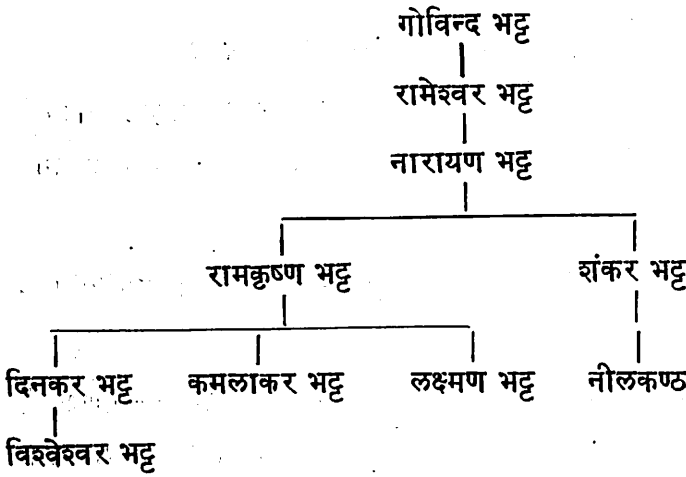 गोविन्द भट्ट
रामेश्वर भट्ट
नारायण भट्ट
रामकृष्ण भट्ट शंकर भट्ट
दिनकर भट्ट कमलाकर भट्ट लक्ष्मण भट्ट नीलकण्ठ
विश्वेश्वर भट्ट